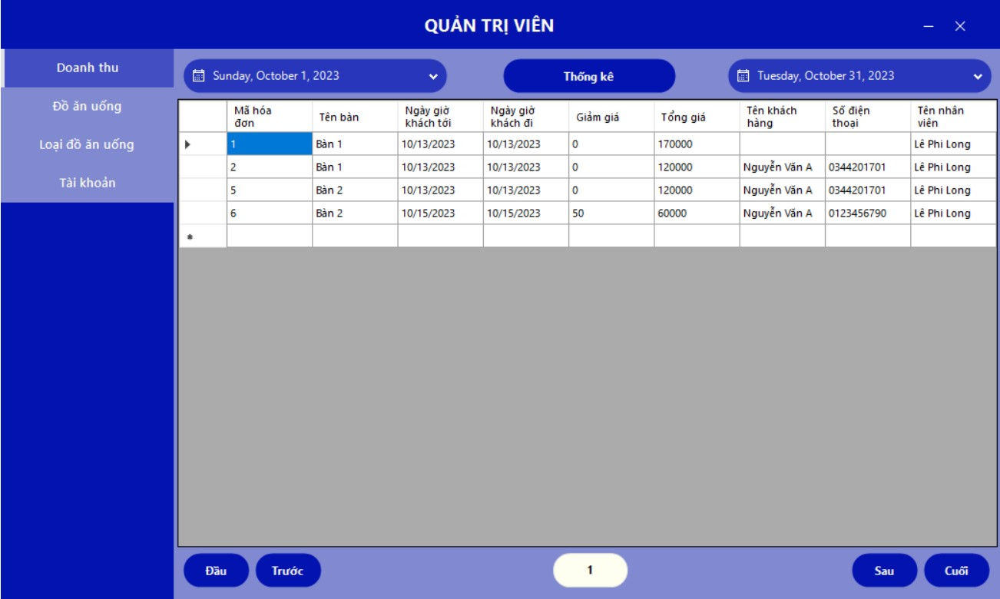 QUẢN TRỊ VIÊN
Doanh thu
Đồ ăn uống
Loại đồ ăn uống
Tài khoản
Sunday, October 1, 2023
Thống kê
Tuesday, October 31, 2023
Mã hóa đơn Tên bàn Ngày giờ khách tới Ngày giờ khách đi Giảm giá Tổng giá Tên khách hàng Số điện thoại Tên nhân viên
1 Bàn 1 10/13/2023 10/13/2023 0 170000 Lê Phi Long
2 Bàn 1 10/13/2023 10/13/2023 0 120000 Nguyễn Văn A 0344201701 Lê Phi Long
5 Bàn 2 10/13/2023 10/13/2023 0 120000 Nguyễn Văn A 0344201701 Lê Phi Long
6 Bàn 2 10/15/2023 10/15/2023 50 60000 Nguyễn Văn A 0123456790 Lê Phi Long
Đầu
Trước
1
Sau
Cuối